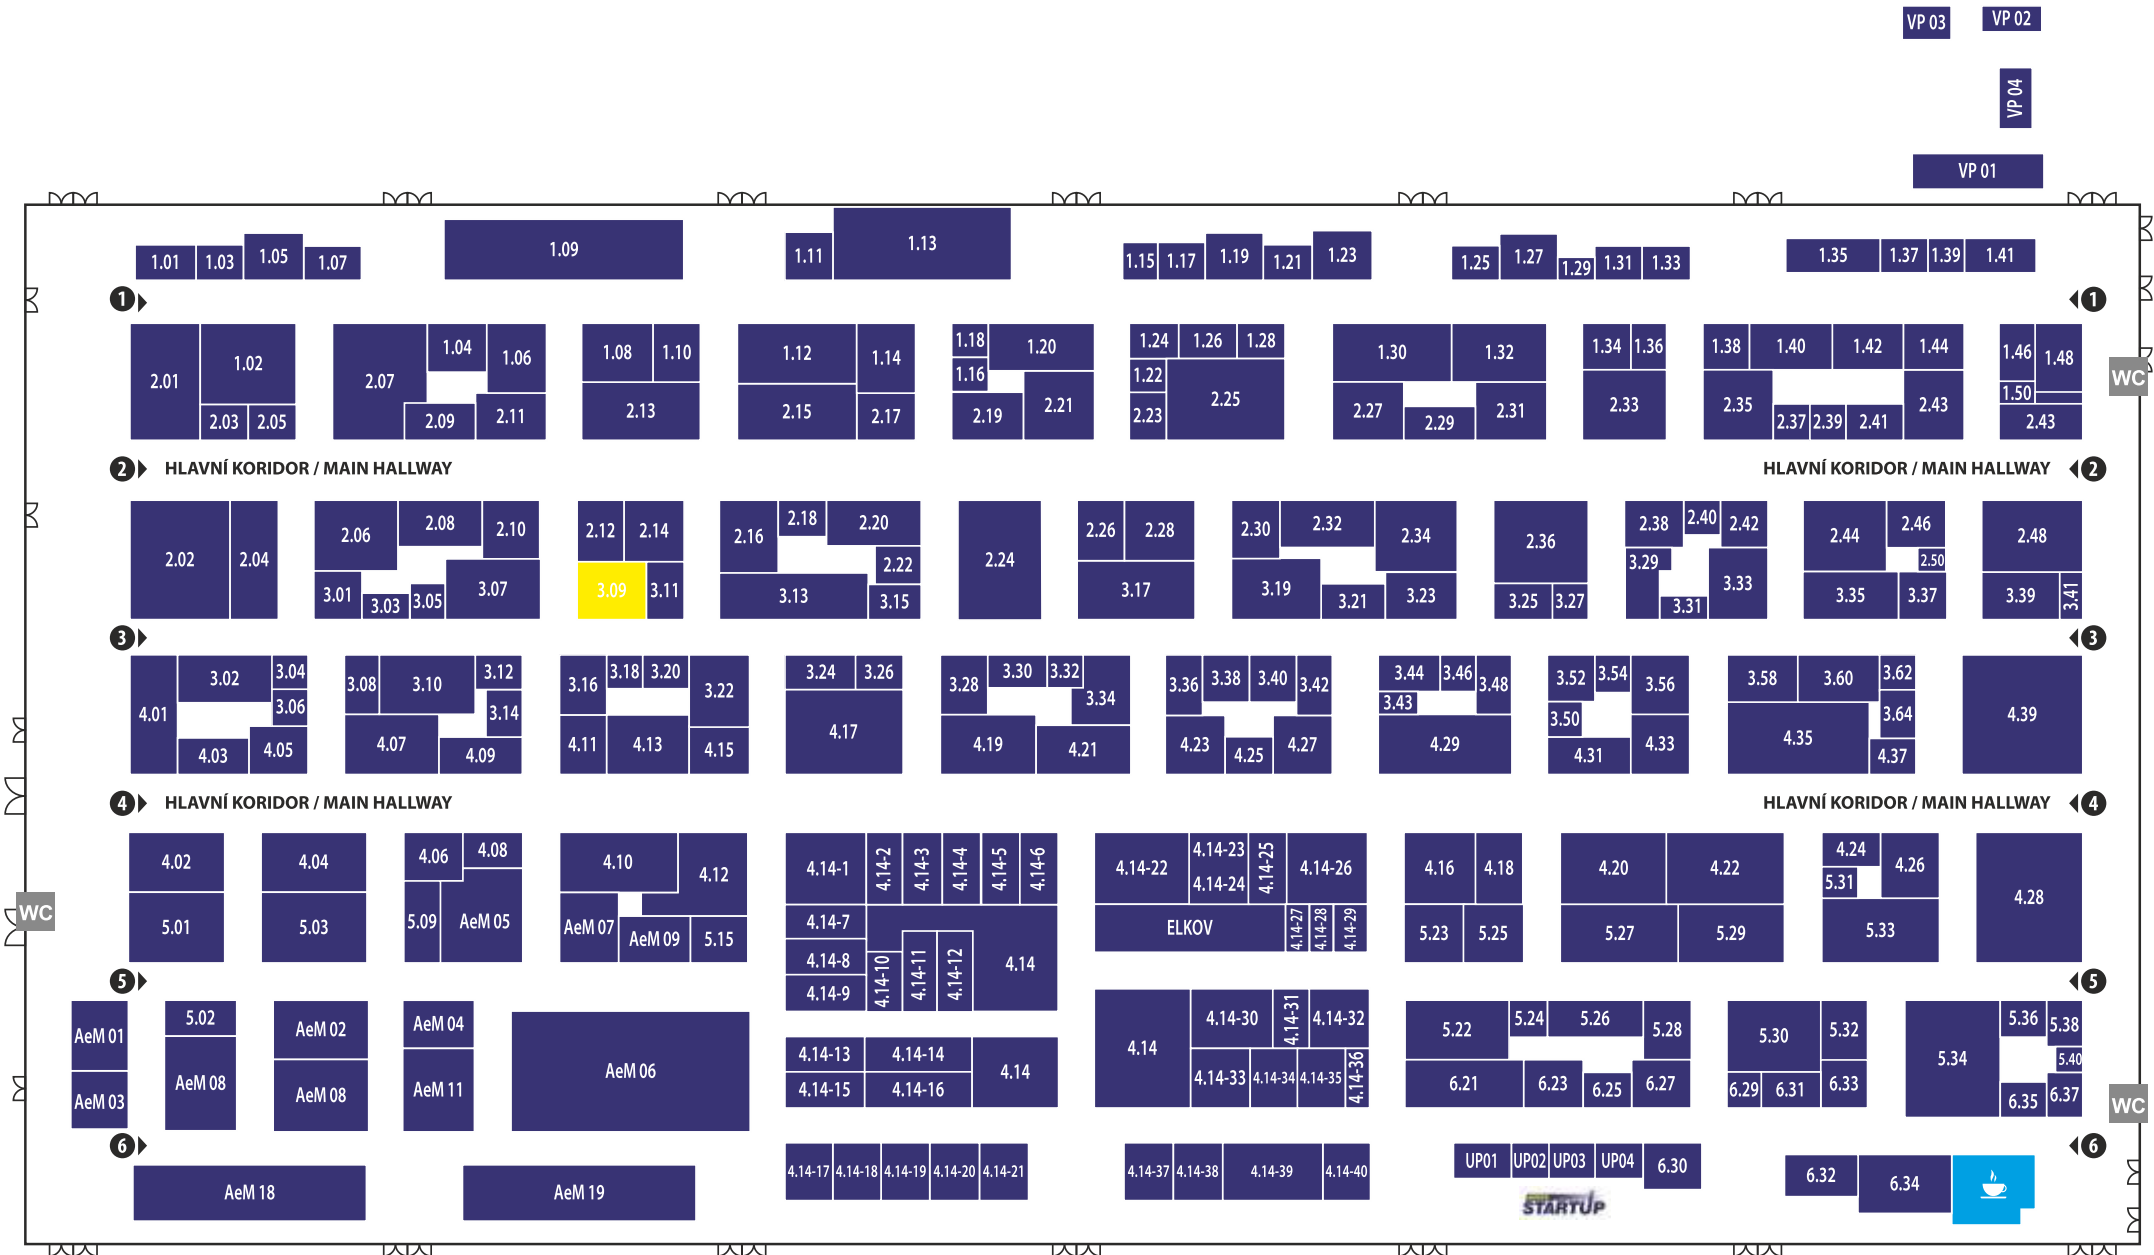 VP 03 VP 02
VP 04
VP 01
1.01 1.03 1.05 1.07 1.09 1.11 1.13 1.15 1.17 1.19 1.21 1.23 1.25 1.27 1.29 1.31 1.33 1.35 1.37 1.39 1.41
1 1
2.01 1.02 2.07 1.04 1.06 1.08 1.10 1.12 1.14 1.18 1.20 1.24 1.26 1.28 1.30 1.32 1.34 1.36 1.38 1.40 1.42 1.44 1.46 1.48
WC
1.16 1.22 1.50
2.03 2.05 2.09 2.11 2.13 2.15 2.17 2.19 2.21 2.23 2.25 2.27 2.29 2.31 2.33 2.35 2.37 2.39 2.41 2.43 2.43
2 HLAVNÍ KORIDOR / MAIN HALLWAY HLAVNÍ KORIDOR / MAIN HALLWAY 2
2.02 2.04 2.06 2.08 2.10 2.12 2.14 2.16 2.18 2.20 2.22 2.24 2.26 2.28 2.30 2.32 2.34 2.36 2.38 2.40 2.42 2.44 2.46 2.50 2.48
3.01 3.03 3.05 3.07 3.09 3.11 3.13 3.15 3.17 3.19 3.21 3.23 3.25 3.27 3.29 3.31 3.33 3.35 3.37 3.39 3.41
3 3
4.01 3.02 3.04 3.06 3.08 3.10 3.12 3.14 3.16 3.18 3.20 3.22 3.24 3.26 3.28 3.30 3.32 3.34 3.36 3.38 3.40 3.42 3.44 3.46 3.43 3.48 3.52 3.54 3.50 3.56 3.58 3.60 3.62 3.64 4.39
4.03 4.05 4.07 4.09 4.11 4.13 4.15 4.17 4.19 4.21 4.23 4.25 4.27 4.29 4.31 4.33 4.35 4.37
4 HLAVNÍ KORIDOR / MAIN HALLWAY HLAVNÍ KORIDOR / MAIN HALLWAY 4
4.02 4.04 4.06 4.08 4.10 4.12 4.14-1 4.14-2 4.14-3 4.14-4 4.14-5 4.14-6 4.14-22 4.14-23 4.14-24 4.14-25 4.14-26 4.16 4.18 4.20 4.22 4.24 4.26 4.28
WC
5.01 5.03 5.09 AeM 05 AeM 07 AeM 09 5.15 4.14-7 4.14-8 4.14-9 4.14-10 4.14-11 4.14-12 4.14 ELKOV 4.14-27 4.14-28 4.14-29 5.23 5.25 5.27 5.29 5.31 5.33
5 5
AeM 01 5.02 AeM 02 AeM 04 AeM 06 4.14-13 4.14-14 4.14 4.14 4.14-30 4.14-31 4.14-32 5.22 5.24 5.26 5.28 5.30 5.32 5.34 5.36 5.38 5.40
AeM 03 AeM 08 AeM 08 AeM 11 4.14-15 4.14-16 4.14-33 4.14-34 4.14-35 4.14-36 6.21 6.23 6.25 6.27 6.29 6.31 6.33 6.35 6.37
WC
6 6
AeM 18 AeM 19 4.14-17 4.14-18 4.14-19 4.14-20 4.14-21 4.14-37 4.14-38 4.14-39 4.14-40 UP01 UP02 UP03 UP04 6.30 6.32 6.34
STARTUP